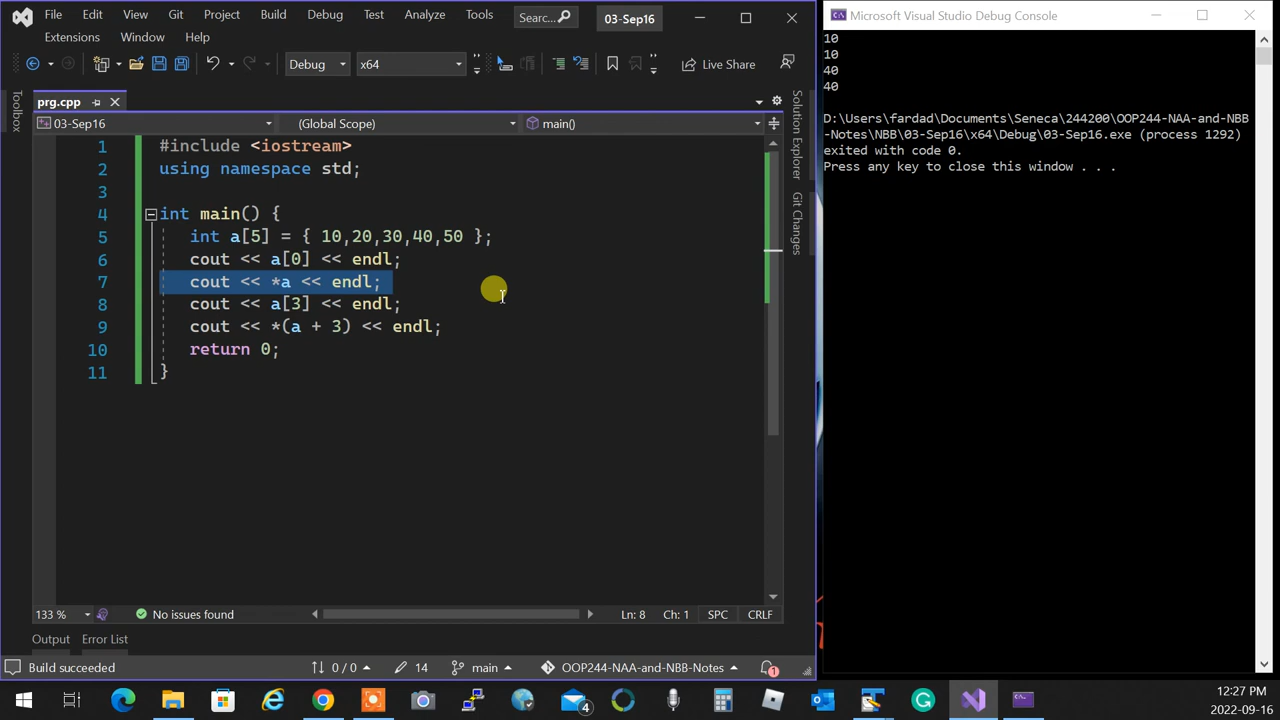 File Edit View Git Project Build Debug Test Analyze Tools Searc... 03-Sep16
Extensions Window Help
Debug x64 Live Share
Toolbox
prg.cpp
03-Sep16 (Global Scope) main()
1 #include <iostream>
2 using namespace std;
3
4 int main() {
5 int a[5] = { 10,20,30,40,50 };
6 cout << a[0] << endl;
7 cout << *a << endl;
8 cout << a[3] << endl;
9 cout << *(a + 3) << endl;
10 return 0;
11 }
Solution Explorer
Git Changes
133 % No issues found Ln: 8 Ch: 1 SPC CRLF
Output Error List
Build succeeded 0 / 0 14 main OOP244-NAA-and-NBB-Notes 1
Microsoft Visual Studio Debug Console
10
10
40
40
D:\Users\fardad\Documents\Seneca\244200\OOP244-NAA-and-NBB
-Notes\NBB\03-Sep16\x64\Debug\03-Sep16.exe (process 1292)
exited with code 0.
Press any key to close this window . . .
4
12:27 PM
2022-09-16